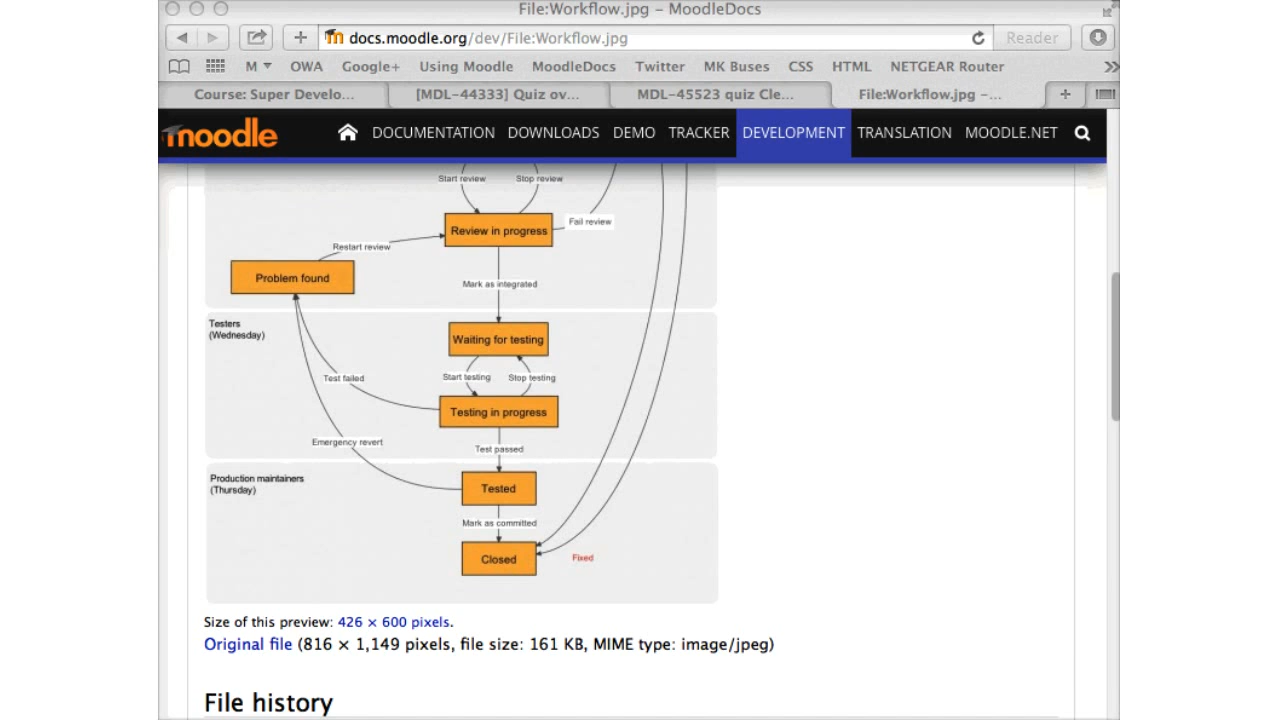 File:Workflow.jpg – MoodleDocs
docs.moodle.org/dev/File:Workflow.jpg
Reader
M OWA Google+ Using Moodle MoodleDocs Twitter MK Buses CSS HTML NETGEAR Router
Course: Super Develo... [MDL-44333] Quiz ov... MDL-45523 quiz Cle... File:Workflow.jpg –...
moodle DOCUMENTATION DOWNLOADS DEMO TRACKER DEVELOPMENT TRANSLATION MOODLE.NET
Start review Stop review
Fail review
Review in progress
Restart review
Problem found
Mark as integrated
Testers
(Wednesday)
Waiting for testing
Start testing Stop testing
Test failed
Testing in progress
Emergency revert
Test passed
Production maintainers
(Thursday)
Tested
Mark as committed
Closed
Fixed
Size of this preview: 426 × 600 pixels.
Original file (816 × 1,149 pixels, file size: 161 KB, MIME type: image/jpeg)
File history